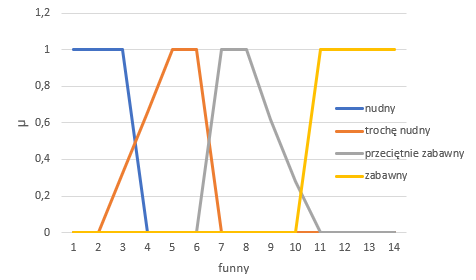 1,2
1
0,8
0,6
0,4
0,2
0
μ
1 2 3 4 5 6 7 8 9 10 11 12 13 14
funny
nudny
trochę nudny
przeciętnie zabawny
zabawny